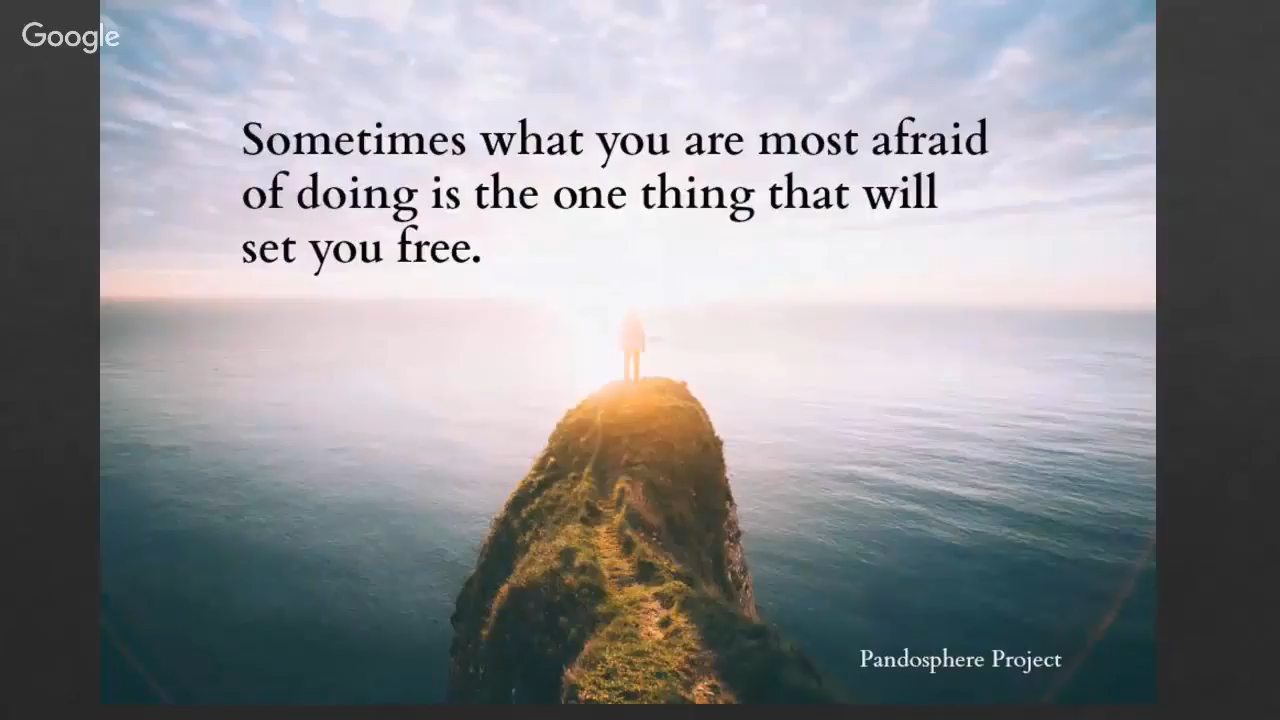 Google
Sometimes what you are most afraid
of doing is the one thing that will
set you free.
Pandosphere Project